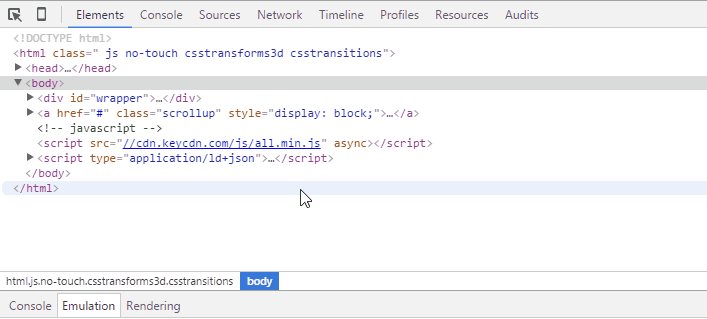 Elements Console Sources Network Timeline Profiles Resources Audits
<!DOCTYPE html>
<html class=" js no-touch csstransforms3d csstransitions">
<head>…</head>
<body>
<div id="wrapper">…</div>
<a href="#" class="scrollup" style="display: block;">…</a>
<!-- javascript -->
<script src="//cdn.keycdn.com/js/all.min.js" async></script>
<script type="application/ld+json">…</script>
</body>
</html>
html.js.no-touch.csstransforms3d.csstransitions body
Console Emulation Rendering